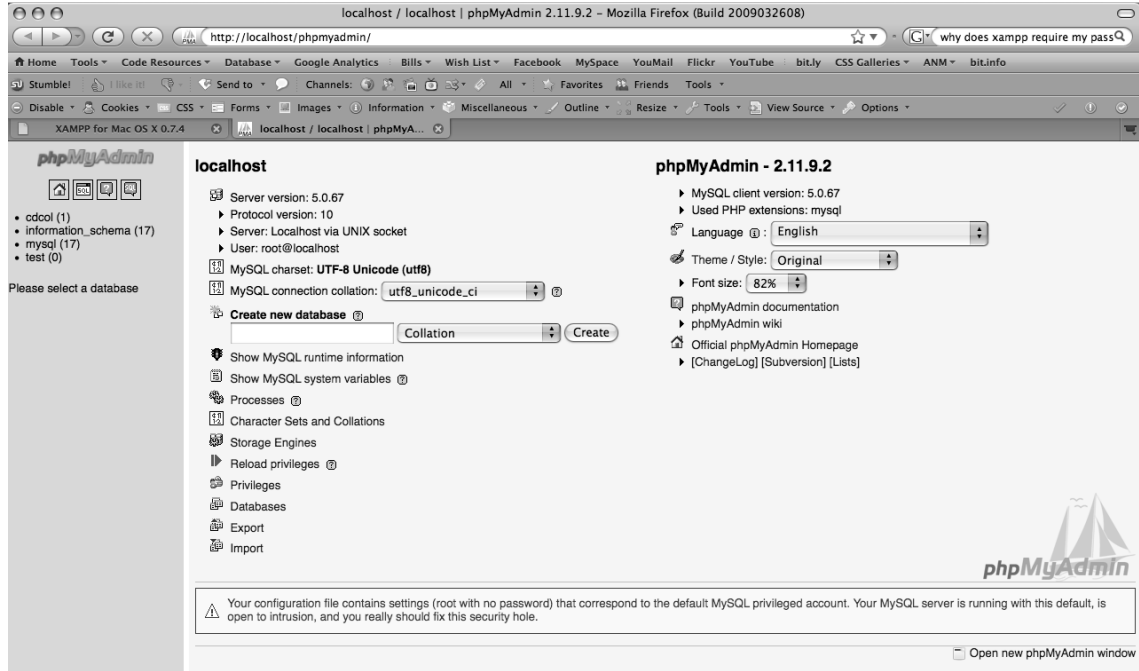 localhost / localhost | phpMyAdmin 2.11.9.2 – Mozilla Firefox (Build 2009032608)
http://localhost/phpmyadmin/
why does xampp require my pass
Home Tools Code Resources Database Google Analytics Bills Wish List Facebook MySpace YouMail Flickr YouTube bit.ly CSS Galleries ANM bit.info
Stumble! I like it! Send to Channels: All Favorites Friends Tools
Disable Cookies CSS Forms Images Information Miscellaneous Outline Resize Tools View Source Options
XAMPP for Mac OS X 0.7.4
localhost / localhost | phpMyA...
phpMyAdmin
SQL
cdcol (1)
information_schema (17)
mysql (17)
test (0)
Please select a database
localhost
Server version: 5.0.67
Protocol version: 10
Server: Localhost via UNIX socket
User: root@localhost
MySQL charset: UTF-8 Unicode (utf8)
MySQL connection collation: utf8_unicode_ci
Create new database
Collation Create
Show MySQL runtime information
Show MySQL system variables
Processes
Character Sets and Collations
Storage Engines
Reload privileges
Privileges
Databases
Export
Import
phpMyAdmin - 2.11.9.2
MySQL client version: 5.0.67
Used PHP extensions: mysql
Language : English
Theme / Style: Original
Font size: 82%
phpMyAdmin documentation
phpMyAdmin wiki
Official phpMyAdmin Homepage
[ChangeLog] [Subversion] [Lists]
phpMyAdmin
Your configuration file contains settings (root with no password) that correspond to the default MySQL privileged account. Your MySQL server is running with this default, is
open to intrusion, and you really should fix this security hole.
Open new phpMyAdmin window